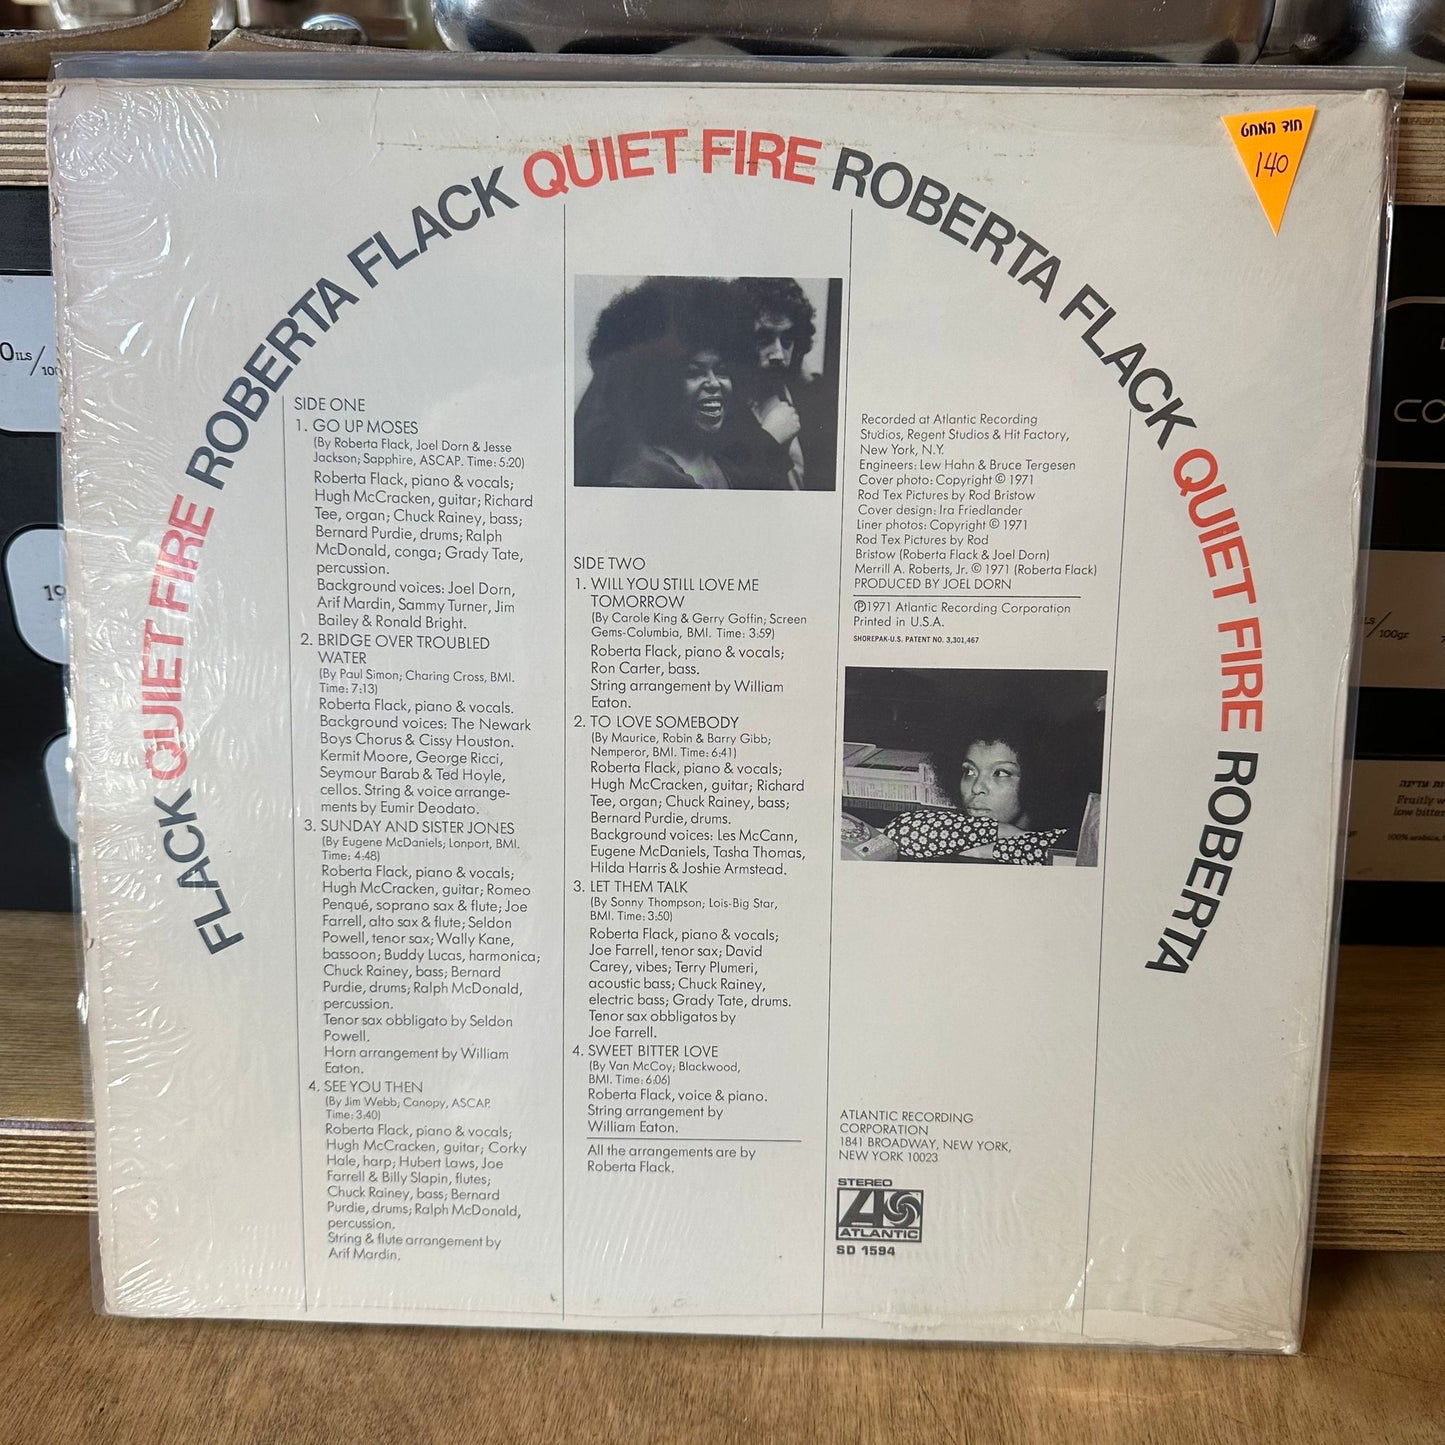 FLACK QUIET FIRE ROBERTA FLACK QUIET FIRE ROBERTA FLACK QUIET FIRE ROBERTA
חוד המחט
140
SIDE ONE
1. GO UP MOSES
(By Roberta Flack, Joel Dorn & Jesse
Jackson; Sapphire, ASCAP. Time: 5:20)
Roberta Flack, piano & vocals;
Hugh McCracken, guitar; Richard
Tee, organ; Chuck Rainey, bass;
Bernard Purdie, drums; Ralph
McDonald, conga; Grady Tate,
percussion.
Background voices: Joel Dorn,
Arif Mardin, Sammy Turner, Jim
Bailey & Ronald Bright.
2. BRIDGE OVER TROUBLED
WATER
(By Paul Simon; Charing Cross, BMI.
Time: 7:13)
Roberta Flack, piano & vocals.
Background voices: The Newark
Boys Chorus & Cissy Houston.
Kermit Moore, George Ricci,
Seymour Barab & Ted Hoyle,
cellos. String & voice arrange-
ments by Eumir Deodato.
3. SUNDAY AND SISTER JONES
(By Eugene McDaniels; Lonport, BMI.
Time: 4:48)
Roberta Flack, piano & vocals;
Hugh McCracken, guitar; Romeo
Penqué, soprano sax & flute; Joe
Farrell, alto sax & flute; Seldon
Powell, tenor sax; Wally Kane,
bassoon; Buddy Lucas, harmonica;
Chuck Rainey, bass; Bernard
Purdie, drums; Ralph McDonald,
percussion.
Tenor sax obbligato by Seldon
Powell.
Horn arrangement by William
Eaton.
4. SEE YOU THEN
(By Jim Webb; Canopy, ASCAP.
Time: 3:40)
Roberta Flack, piano & vocals;
Hugh McCracken, guitar; Corky
Hale, harp; Hubert Laws, Joe
Farrell & Billy Slapin, flutes;
Chuck Rainey, bass; Bernard
Purdie, drums; Ralph McDonald,
percussion.
String & flute arrangement by
Arif Mardin.
SIDE TWO
1. WILL YOU STILL LOVE ME
TOMORROW
(By Carole King & Gerry Goffin; Screen
Gems-Columbia, BMI. Time: 3:59)
Roberta Flack, piano & vocals;
Ron Carter, bass.
String arrangement by William
Eaton.
2. TO LOVE SOMEBODY
(By Maurice, Robin & Barry Gibb;
Nemperor, BMI. Time: 6:41)
Roberta Flack, piano & vocals;
Hugh McCracken, guitar; Richard
Tee, organ; Chuck Rainey, bass;
Bernard Purdie, drums.
Background voices: Les McCann,
Eugene McDaniels, Tasha Thomas,
Hilda Harris & Joshie Armstead.
3. LET THEM TALK
(By Sonny Thompson; Lois-Big Star,
BMI. Time: 3:50)
Roberta Flack, piano & vocals;
Joe Farrell, tenor sax; David
Carey, vibes; Terry Plumeri,
acoustic bass; Chuck Rainey,
electric bass; Grady Tate, drums.
Tenor sax obbligatos by
Joe Farrell.
4. SWEET BITTER LOVE
(By Van McCoy; Blackwood,
BMI. Time: 6:06)
Roberta Flack, voice & piano.
String arrangement by
William Eaton.
All the arrangements are by
Roberta Flack.
Recorded at Atlantic Recording
Studios, Regent Studios & Hit Factory,
New York, N.Y.
Engineers: Lew Hahn & Bruce Tergesen
Cover photo: Copyright © 1971
Rod Tex Pictures by Rod Bristow
Cover design: Ira Friedlander
Liner photos: Copyright © 1971
Rod Tex Pictures by Rod
Bristow (Roberta Flack & Joel Dorn)
Merrill A. Roberts, Jr. © 1971 (Roberta Flack)
PRODUCED BY JOEL DORN
℗1971 Atlantic Recording Corporation
Printed in U.S.A.
SHOREPAK-U.S. PATENT NO. 3,301,467
ATLANTIC RECORDING
CORPORATION
1841 BROADWAY, NEW YORK,
NEW YORK 10023
STEREO
ATLANTIC
SD 1594
19
/100gr
Fruitly
low bitter
100% arabica